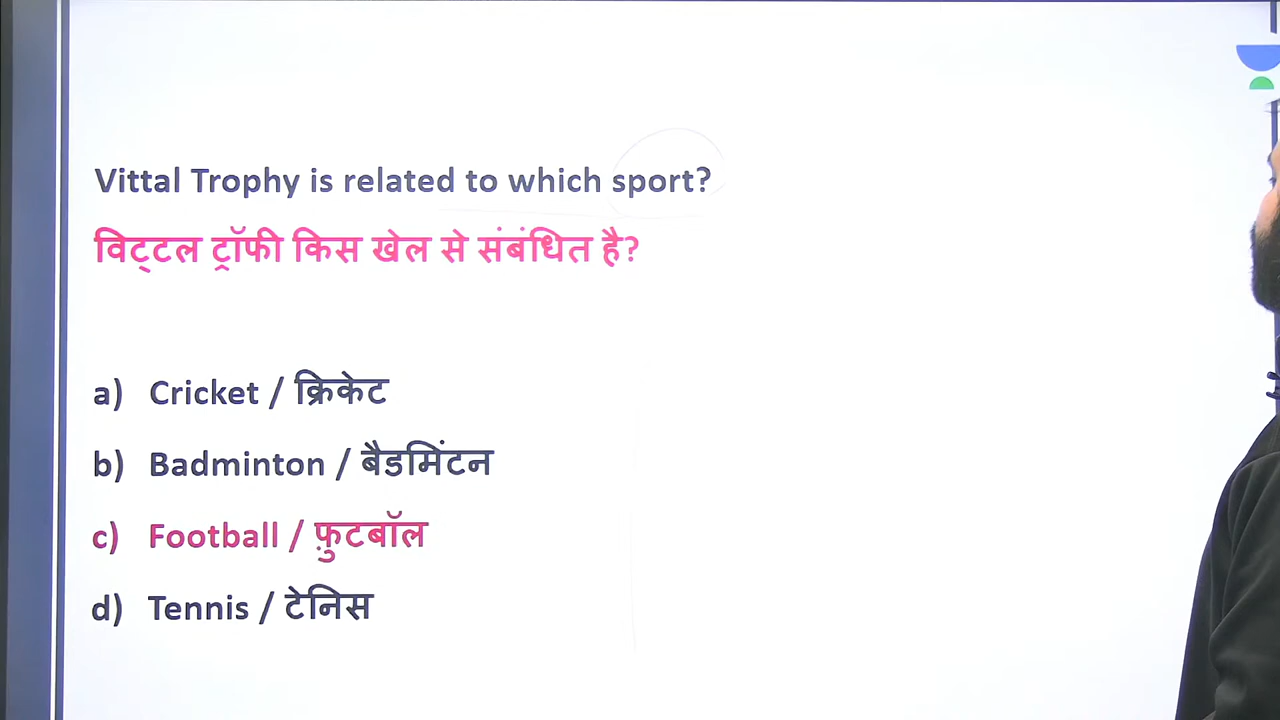 Vittal Trophy is related to which sport?
विट्टल ट्रॉफी किस खेल से संबंधित है?
a) Cricket / क्रिकेट
b) Badminton / बैडमिंटन
c) Football / फ़ुटबॉल
d) Tennis / टेनिस